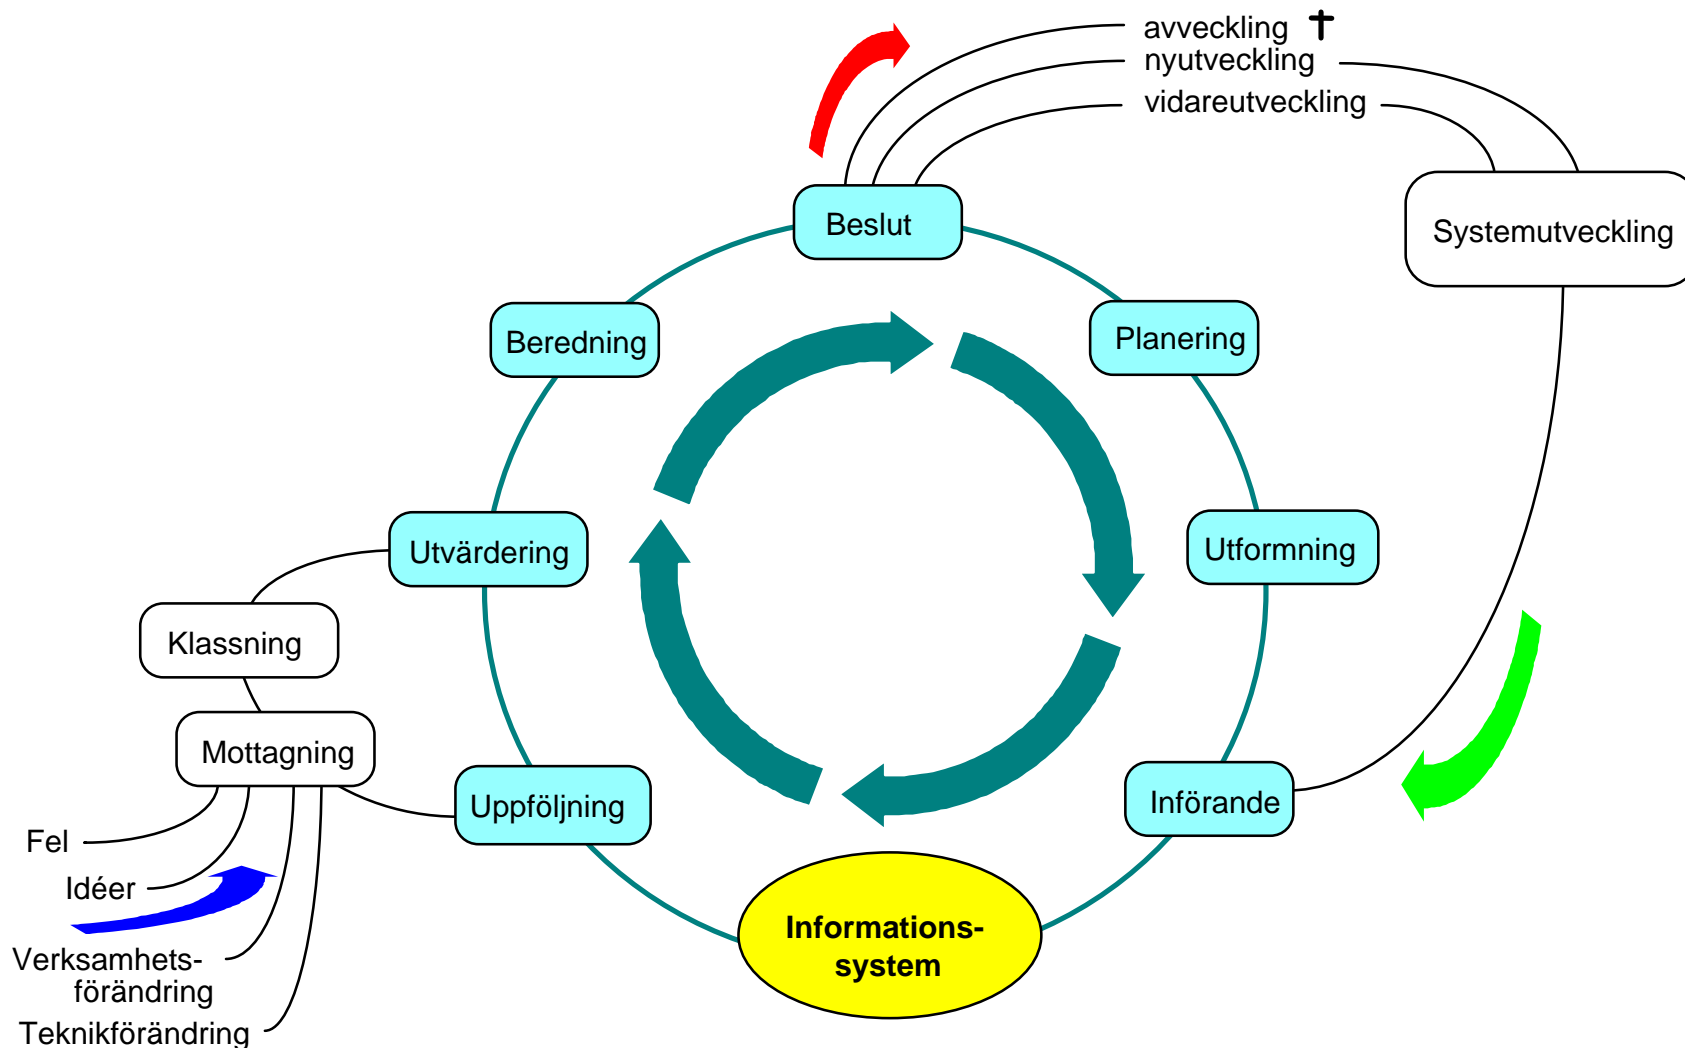 avveckling ✝
nyutveckling
vidareutveckling
Beslut
Systemutveckling
Beredning
Planering
Utvärdering
Utformning
Klassning
Mottagning
Uppföljning
Införande
Fel
Idéer
Verksamhets-
förändring
Teknikförändring
Informations-
system